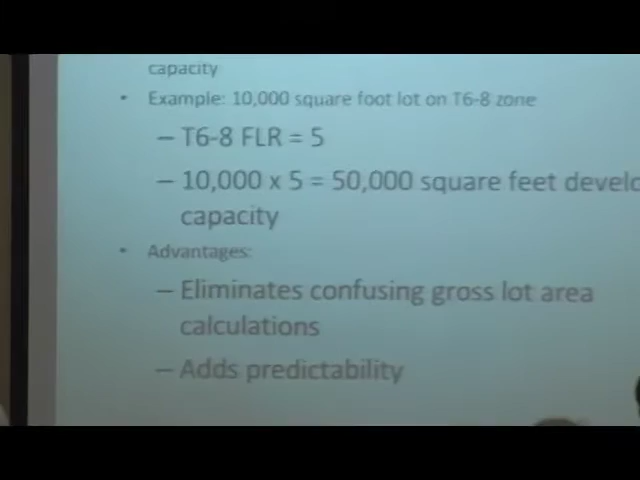 capacity
• Example: 10,000 square foot lot on T6-8 zone
– T6-8 FLR = 5
– 10,000 x 5 = 50,000 square feet develo
capacity
• Advantages:
– Eliminates confusing gross lot area
calculations
– Adds predictability